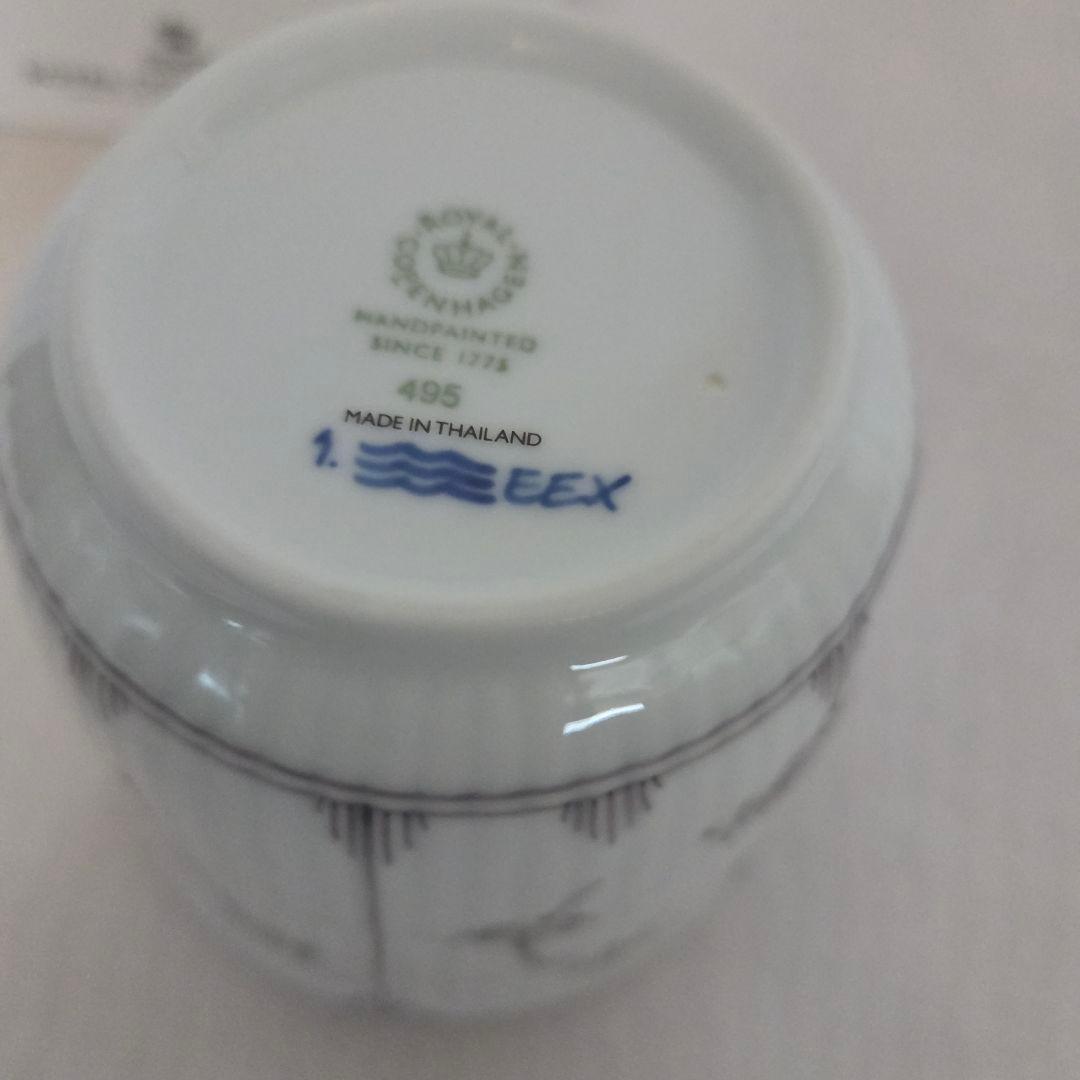 ROYAL COPENHAGEN
HANDPAINTED
SINCE 1775
495
MADE IN THAILAND
1. EEX